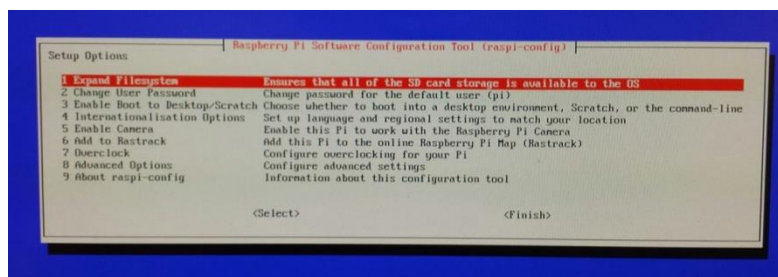 Raspberry Pi Software Configuration Tool (raspi-config)
Setup Options
1 Expand Filesystem Ensures that all of the SD card storage is available to the OS
2 Change User Password Change password for the default user (pi)
3 Enable Boot to Desktop/Scratch Choose whether to boot into a desktop environment, Scratch, or the command-line
4 Internationalisation Options Set up language and regional settings to match your location
5 Enable Camera Enable this Pi to work with the Raspberry Pi Camera
6 Add to Rastrack Add this Pi to the online Raspberry Pi Map (Rastrack)
7 Overclock Configure overclocking for your Pi
8 Advanced Options Configure advanced settings
9 About raspi-config Information about this configuration tool
<Select> <Finish>